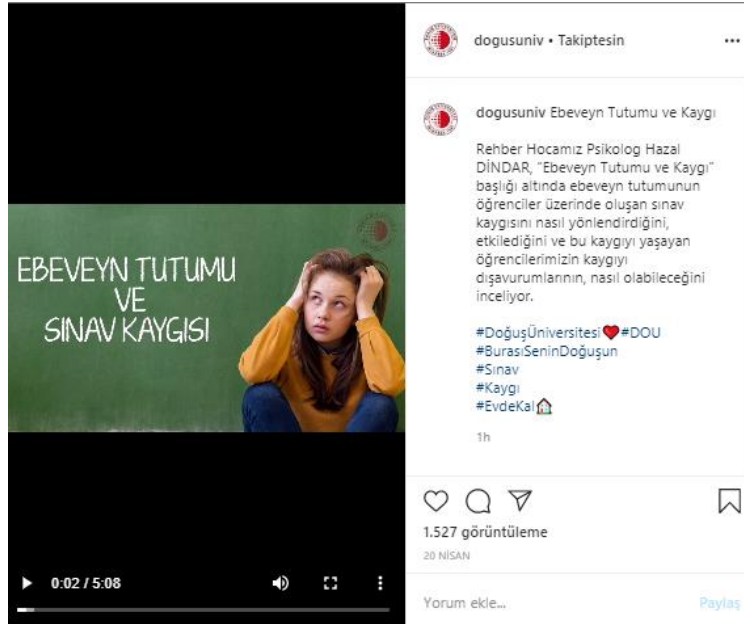 EBEVEYN TUTUMU
VE
SINAV KAYGISI
0:02 / 5:08
dogusuniv • Takiptesin
dogusuniv Ebeveyn Tutumu ve Kaygı
Rehber Hocamız Psikolog Hazal
DİNDAR, "Ebeveyn Tutumu ve Kaygı"
başlığı altında ebeveyn tutumunun
öğrenciler üzerinde oluşan sınav
kaygısını nasıl yönlendirdiğini,
etkilediğini ve bu kaygıyı yaşayan
öğrencilerimizin kaygıyı
dışavurumlarının, nasıl olabileceğini
inceliyor.
#DoğuşÜniversitesi❤#DOU
#BurasıSeninDoğuşun
#Sınav
#Kaygı
#EvdeKal🏠
1h
1.527 görüntüleme
20 NİSAN
Yorum ekle...
Paylaş